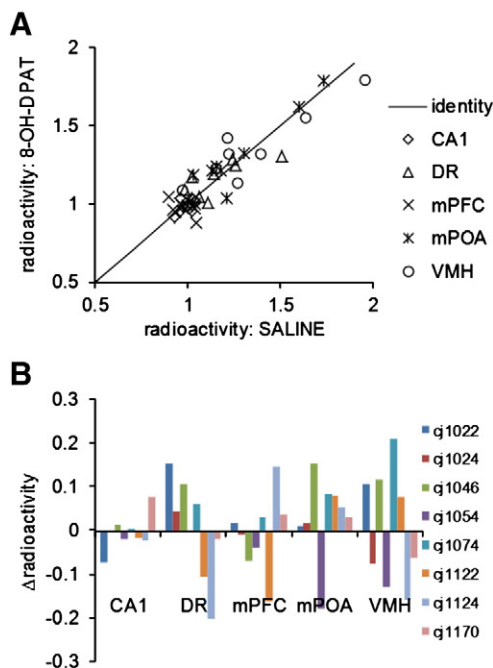 A
radioactivity: 8-OH-DPAT
2
1.5
1
0.5
0.5 1 1.5 2
radioactivity: SALINE
identity
CA1
DR
mPFC
mPOA
VMH
B
Δradioactivity
0.3
0.2
0.1
0
-0.1
-0.2
-0.3
CA1 DR mPFC mPOA VMH
cj1022
cj1024
cj1046
cj1054
cj1074
cj1122
cj1124
cj1170